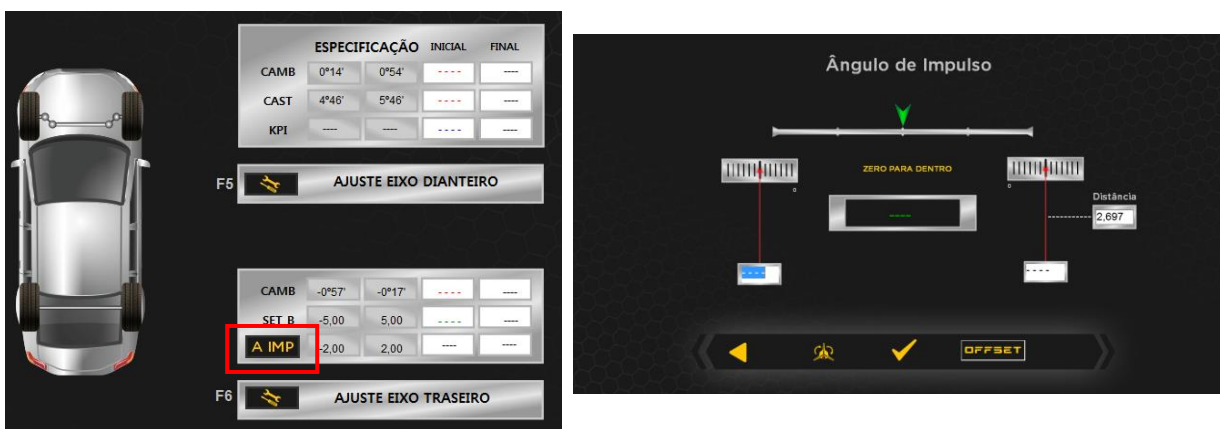 ESPECIFICAÇÃO INICIAL FINAL
CAMB 0°14' 0°54' ---- ----
CAST 4°46' 5°46' ---- ----
KPI ---- ---- ---- ----
F5 AJUSTE EIXO DIANTEIRO
CAMB -0°57' -0°17' ---- ----
SET B -5,00 5,00 ---- ----
A IMP -2,00 2,00 ---- ----
F6 AJUSTE EIXO TRASEIRO
Ângulo de Impulso
ZERO PARA DENTRO
0 0
Distância
2,697
----
---- ----
OFFSET